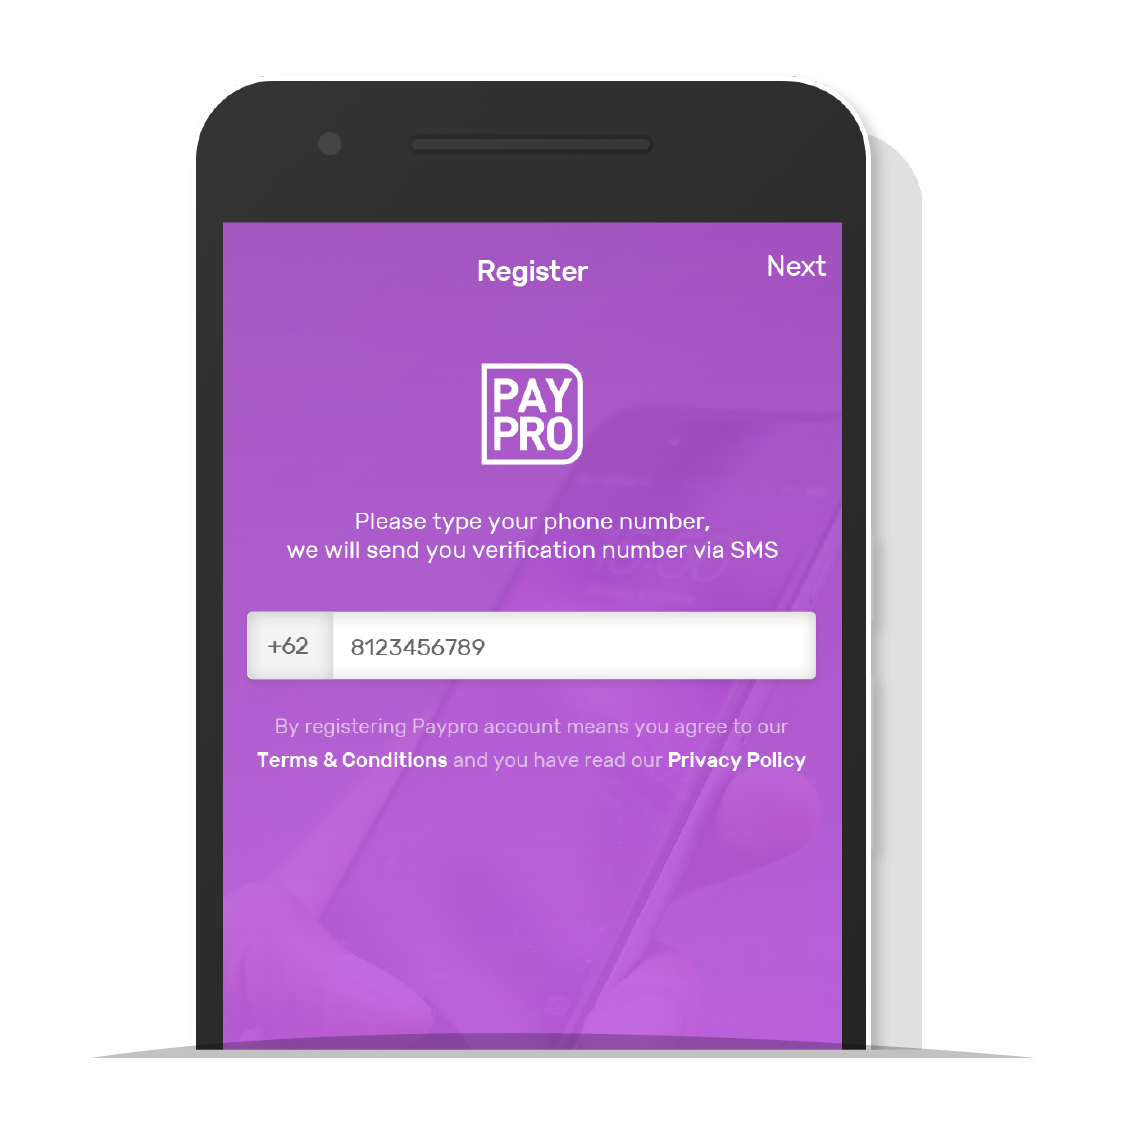 Register
Next
PAY
PRO
Please type your phone number,
we will send you verification number via SMS
+62
8123456789
By registering Paypro account means you agree to our
Terms & Conditions and you have read our Privacy Policy